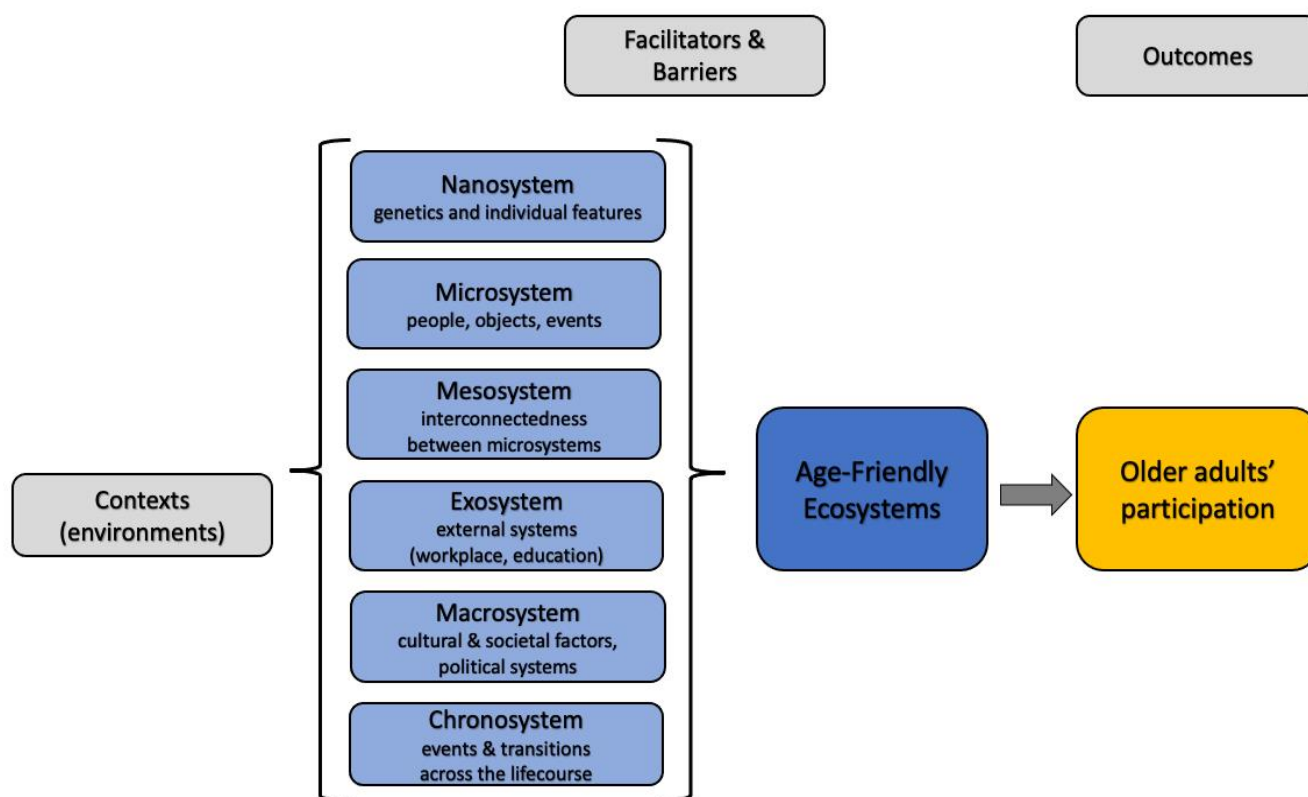 Facilitators &
Barriers
Outcomes
Nanosystem
genetics and individual features
Microsystem
people, objects, events
Mesosystem
interconnectedness
between microsystems
Exosystem
external systems
(workplace, education)
Macrosystem
cultural & societal factors,
political systems
Chronosystem
events & transitions
across the lifecourse
Contexts
(environments)
Age-Friendly
Ecosystems
Older adults’
participation